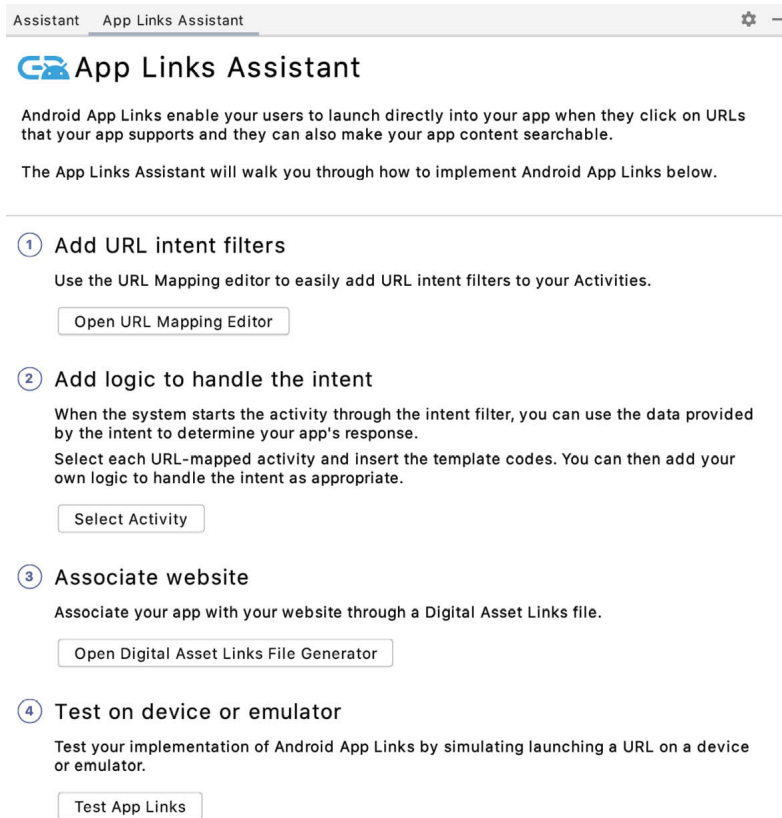 Assistant App Links Assistant
App Links Assistant
Android App Links enable your users to launch directly into your app when they click on URLs
that your app supports and they can also make your app content searchable.
The App Links Assistant will walk you through how to implement Android App Links below.
1 Add URL intent filters
Use the URL Mapping editor to easily add URL intent filters to your Activities.
Open URL Mapping Editor
2 Add logic to handle the intent
When the system starts the activity through the intent filter, you can use the data provided
by the intent to determine your app's response.
Select each URL-mapped activity and insert the template codes. You can then add your
own logic to handle the intent as appropriate.
Select Activity
3 Associate website
Associate your app with your website through a Digital Asset Links file.
Open Digital Asset Links File Generator
4 Test on device or emulator
Test your implementation of Android App Links by simulating launching a URL on a device
or emulator.
Test App Links